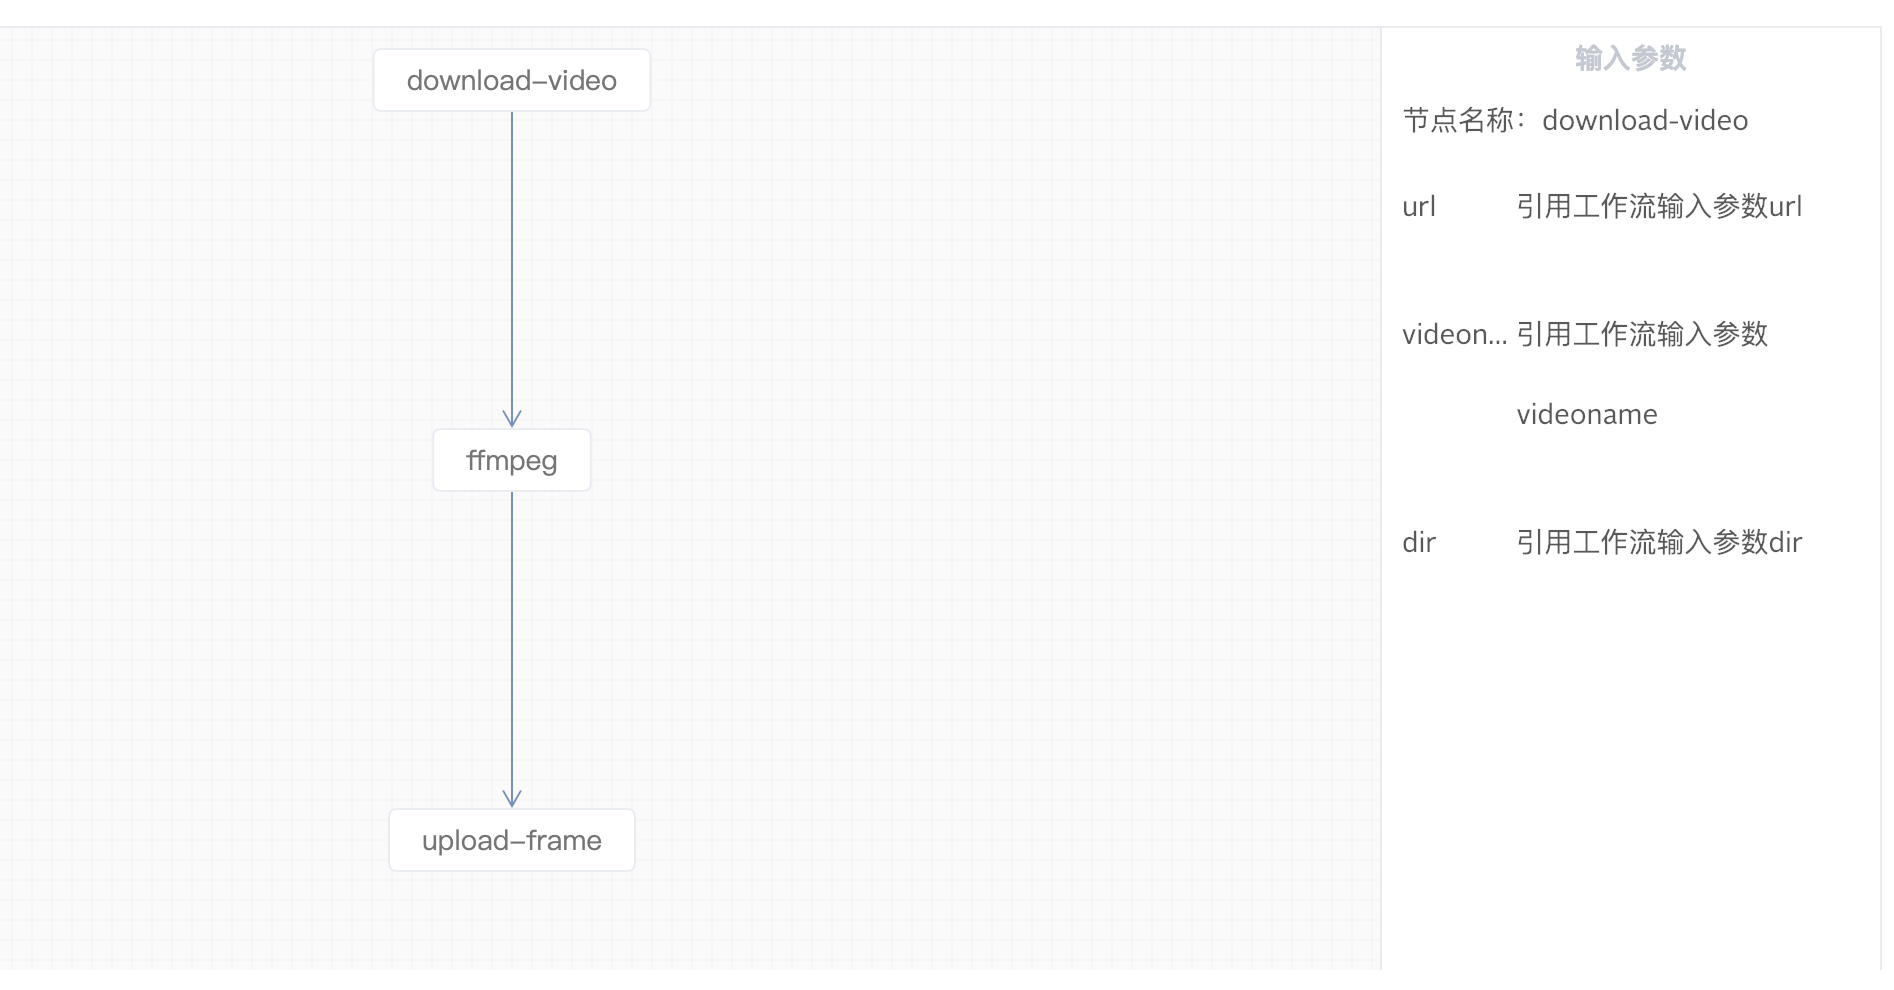 download-video
ffmpeg
upload-frame
输入参数
节点名称：download-video
url 引用工作流输入参数url
videon... 引用工作流输入参数
videoname
dir 引用工作流输入参数dir